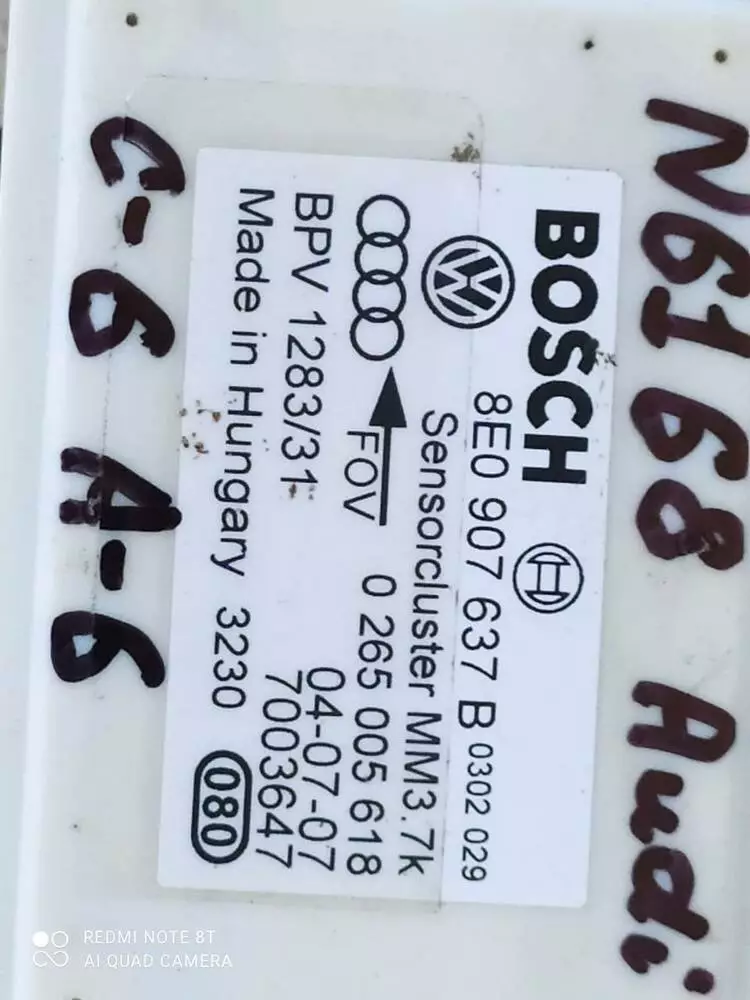 N6168 Audi
BOSCH
8E0 907 637 B 0302 029
Sensorcluster MM3.7k
FOV 0 265 005 618
BPV 1283/31 04-07-07
7003647
Made in Hungary 3230 080
C-6 A-6
REDMI NOTE 8T
AI QUAD CAMERA